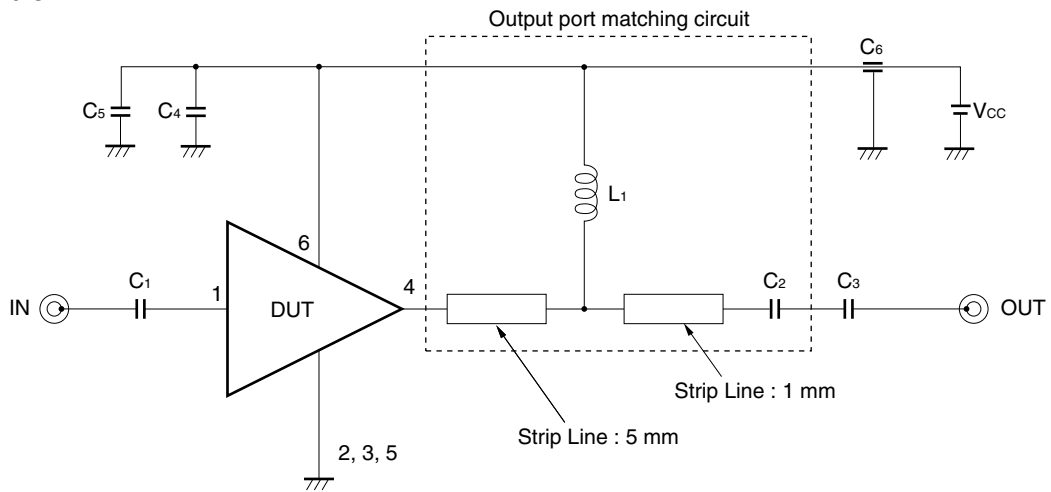 Output port matching circuit
C6
C5
C4
VCC
L1
6
C1
1
4
C2
C3
IN
DUT
OUT
Strip Line : 1 mm
Strip Line : 5 mm
2, 3, 5